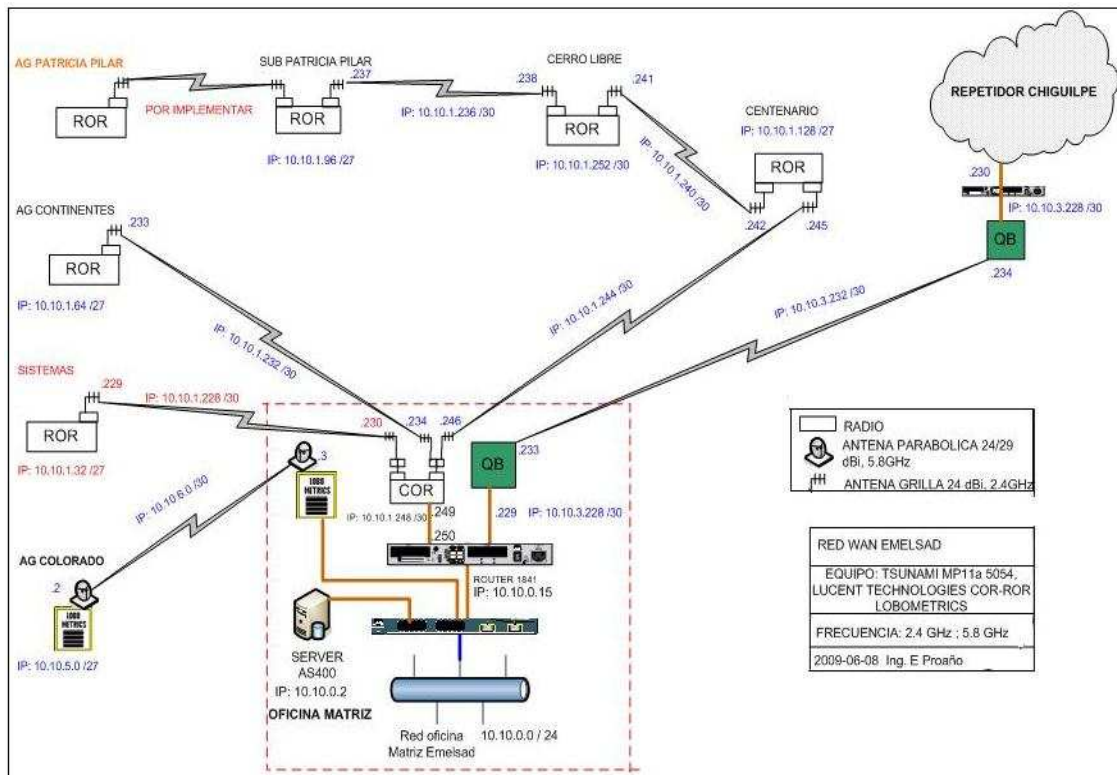 AG PATRICIA PILAR
ROR
POR IMPLEMENTAR
SUB PATRICIA PILAR
.237
ROR
IP: 10.10.1.96 /27
IP: 10.10.1.236 /30
CERRO LIBRE
.238
.241
ROR
IP: 10.10.1.252 /30
IP: 10.10.1.240 /30
CENTENARIO
IP: 10.10.1.128 /27
ROR
.242
.245
REPETIDOR CHIGUILPE
.230
IP: 10.10.3.228 /30
QB
.234
AG CONTINENTES
.233
ROR
IP: 10.10.1.64 /27
IP: 10.10.1.232 /30
IP: 10.10.1.244 /30
IP: 10.10.3.232 /30
SISTEMAS
.229
IP: 10.10.1.228 /30
ROR
IP: 10.10.1.32 /27
.230
.234
.246
.3
LOBO
METRICS
COR
IP: 10.10.1.248 /30
.249
.250
QB
.233
.229
IP: 10.10.3.228 /30
IP: 10.10.6.0 /30
AG COLORADO
.2
LOBO
METRICS
IP: 10.10.5.0 /27
ROUTER 1841
IP: 10.10.0.15
SERVER
AS400
IP: 10.10.0.2
OFICINA MATRIZ
Red oficina
Matriz Emelsad
10.10.0.0 / 24
RADIO
ANTENA PARABOLICA 24/29
dBi, 5.8GHz
ANTENA GRILLA 24 dBi, 2.4GHz
RED WAN EMELSAD
EQUIPO: TSUNAMI MP11a 5054,
LUCENT TECHNOLOGIES COR-ROR
LOBOMETRICS
FRECUENCIA: 2.4 GHz ; 5.8 GHz
2009-06-08 Ing. E Proaño